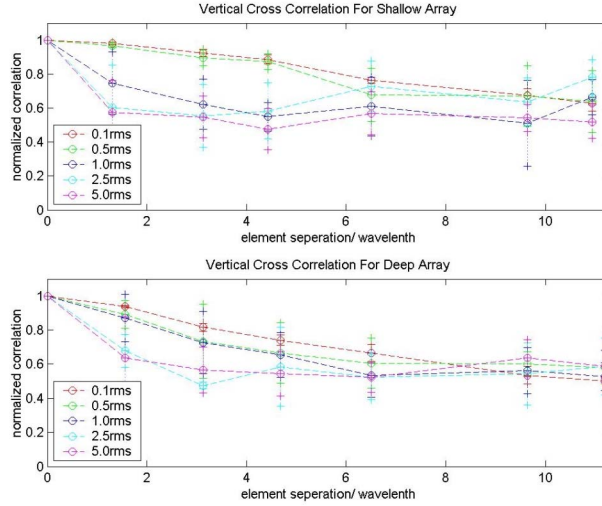 Vertical Cross Correlation For Shallow Array
normalized correlation
1
0.8
0.6
0.4
0.2
0
0.1rms
0.5rms
1.0rms
2.5rms
5.0rms
0 2 4 6 8 10
element seperation/ wavelenth
Vertical Cross Correlation For Deep Array
normalized correlation
1
0.8
0.6
0.4
0.2
0
0.1rms
0.5rms
1.0rms
2.5rms
5.0rms
0 2 4 6 8 10
element seperation/ wavelenth